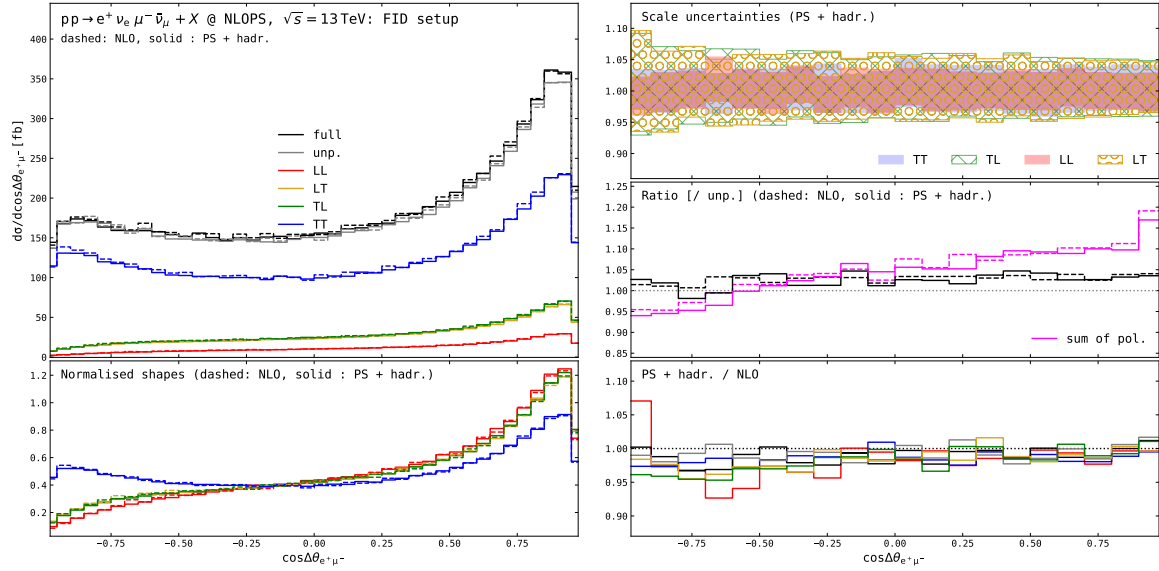 pp→e⁺ νₑ μ⁻ ν̄_μ + X @ NLOPS, √s = 13 TeV: FID setup
dashed: NLO, solid : PS + hadr.
dσ/dcosΔθ_e⁺μ⁻ [fb]
400
350
300
250
200
150
100
50
0
full
unp.
LL
LT
TL
TT
Normalised shapes (dashed: NLO, solid : PS + hadr.)
1.2
1.0
0.8
0.6
0.4
0.2
−0.75 −0.50 −0.25 0.00 0.25 0.50 0.75
cosΔθ_e⁺μ⁻
Scale uncertainties (PS + hadr.)
1.10
1.05
1.00
0.95
0.90
TT TL LL LT
Ratio [/ unp.] (dashed: NLO, solid : PS + hadr.)
1.25
1.20
1.15
1.10
1.05
1.00
0.95
0.90
0.85
sum of pol.
PS + hadr. / NLO
1.10
1.05
1.00
0.95
0.90
−0.75 −0.50 −0.25 0.00 0.25 0.50 0.75
cosΔθ_e⁺μ⁻